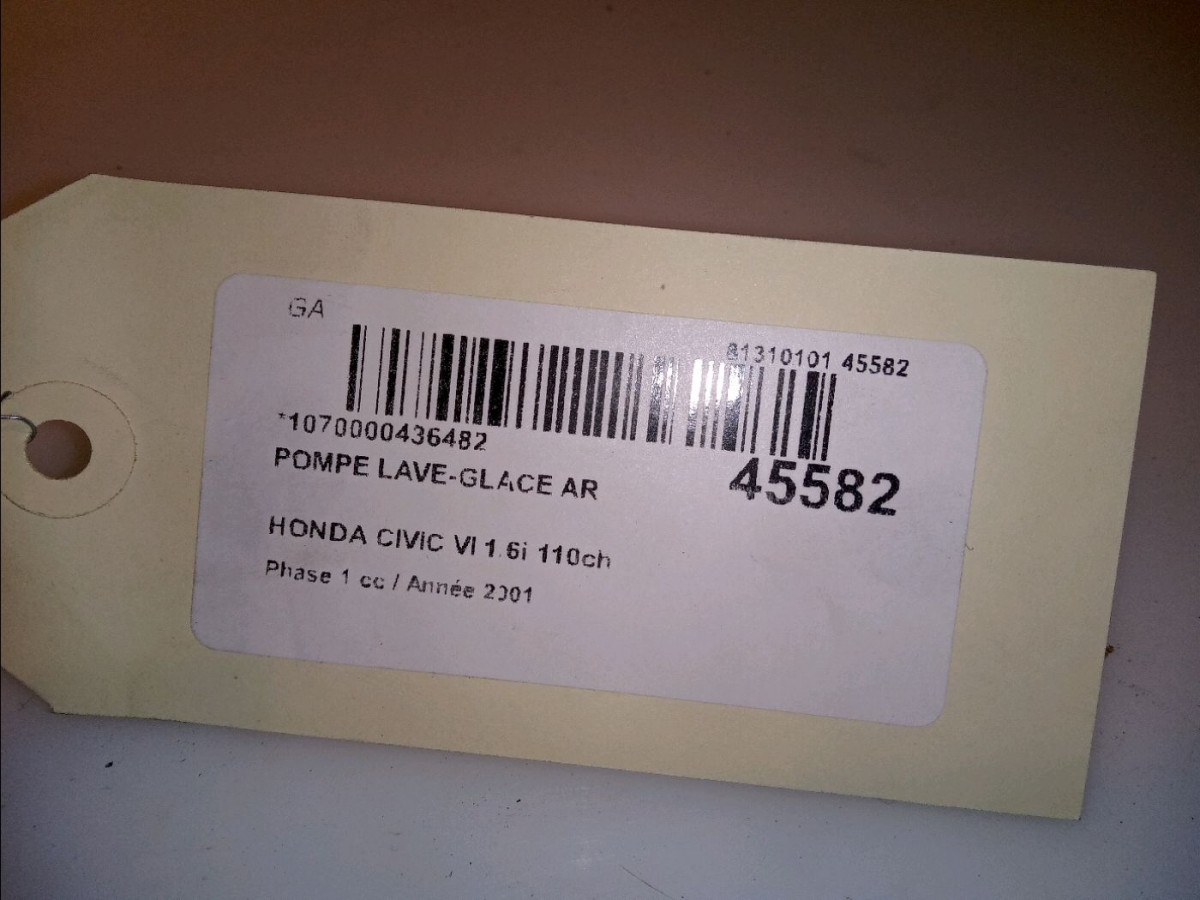 GA
81310101 45582
*1070000436482
45582
POMPE LAVE-GLACE AR
HONDA CIVIC VI 1.6i 110ch
Phase 1 cc / Année 2001